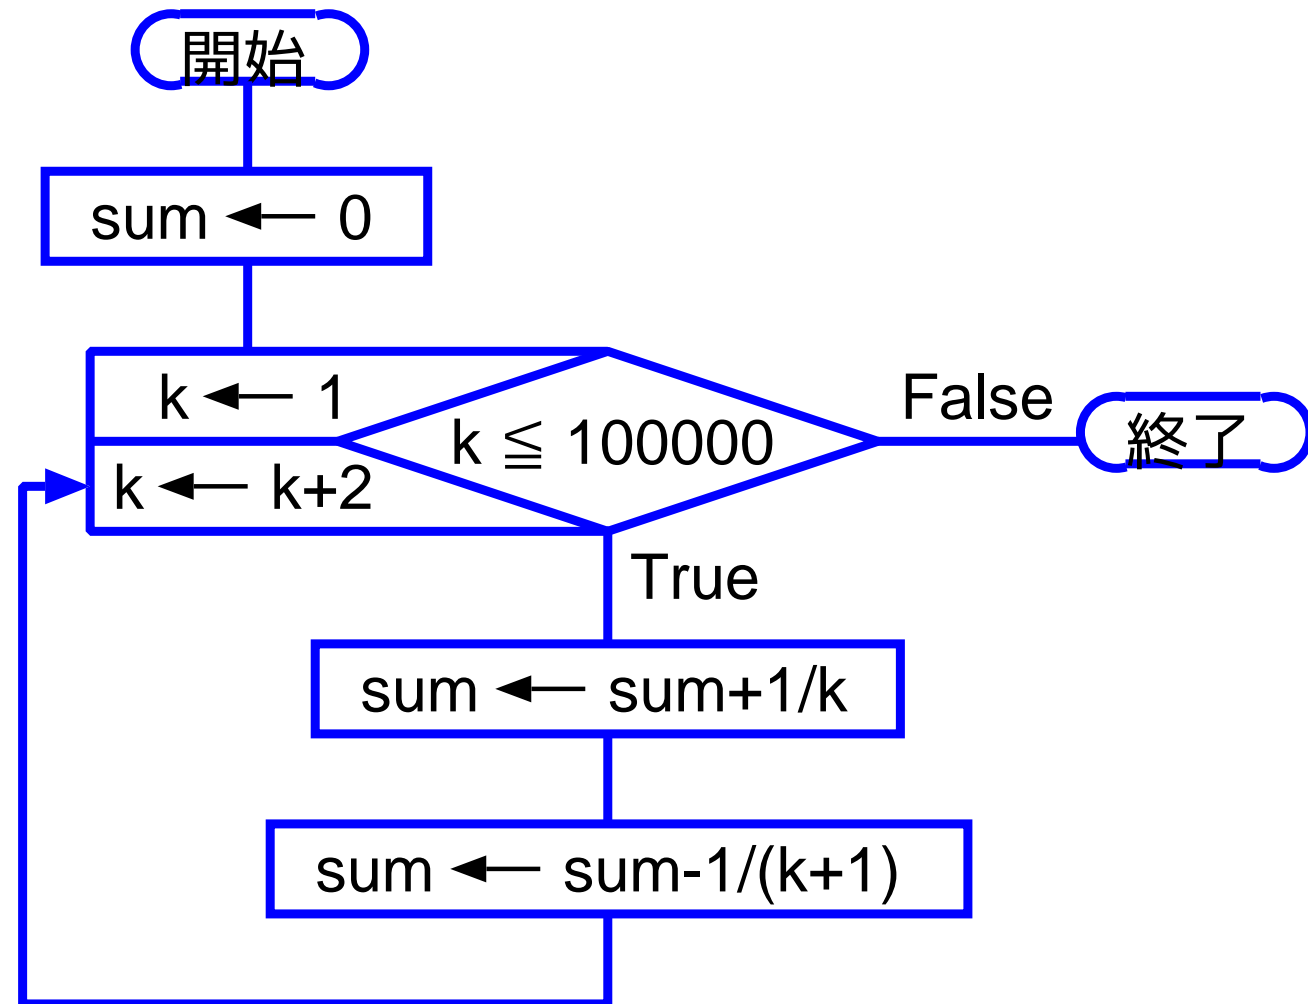 開始
sum ← 0
k ← 1
k ≦ 100000
False
終了
k ← k+2
True
sum ← sum+1/k
sum ← sum-1/(k+1)